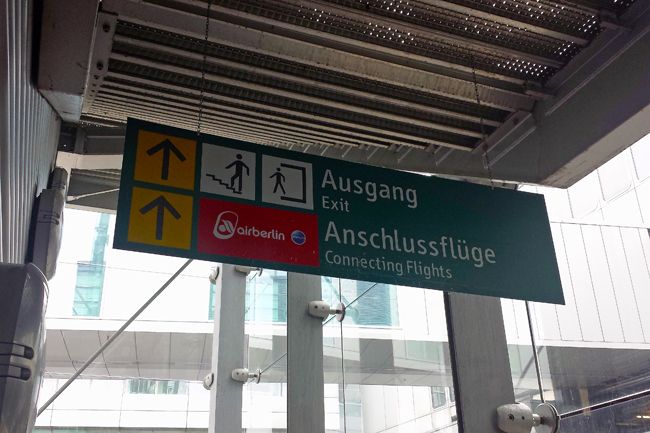 Ausgang
Exit
airberlin
Anschlussflüge
Connecting Flights